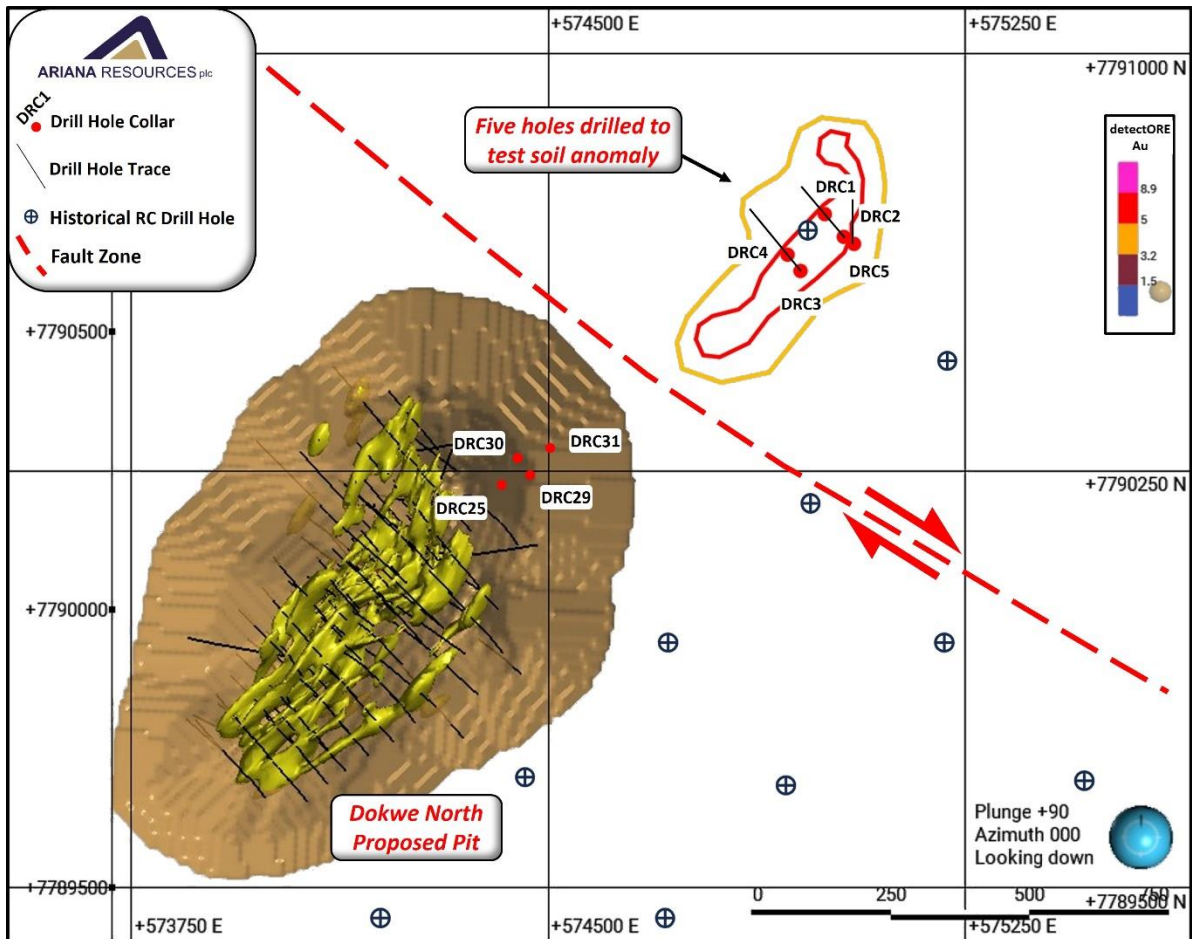 ARIANA RESOURCES plc
DRC1
Drill Hole Collar
Drill Hole Trace
Historical RC Drill Hole
Fault Zone
+574500 E
+575250 E
+7791000 N
Five holes drilled to
test soil anomaly
detectORE
Au
8.9
5
3.2
1.5
DRC1
DRC2
DRC4
DRC5
DRC3
+7790500
DRC30
DRC31
+7790250 N
DRC25
DRC29
+7790000
Dokwe North
Proposed Pit
Plunge +90
Azimuth 000
Looking down
+7789500
0
250
500
750
+7789500 N
+573750 E
+574500 E
+575250 E